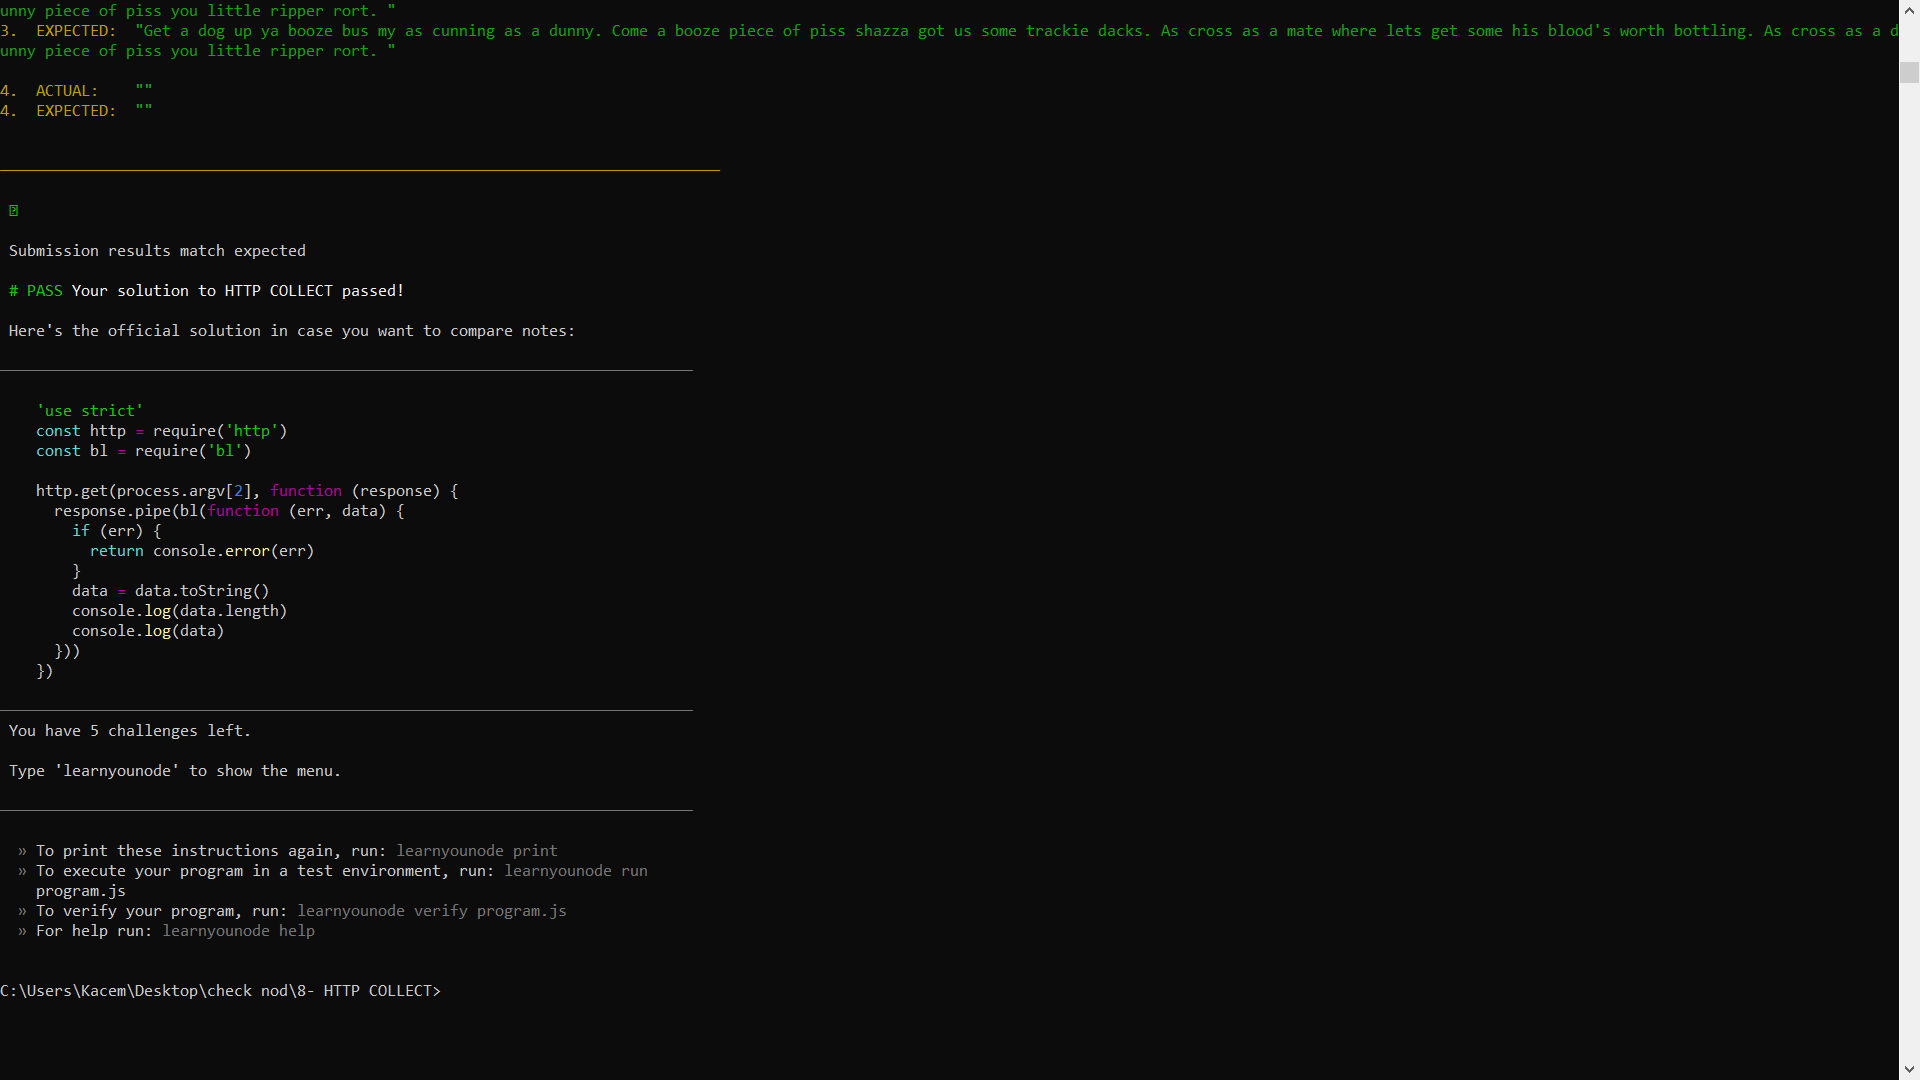 unny piece of piss you little ripper rort. "
3.  EXPECTED:  "Get a dog up ya booze bus my as cunning as a dunny. Come a booze piece of piss shazza got us some trackie dacks. As cross as a mate where lets get some his blood's worth bottling. As cross as a d
unny piece of piss you little ripper rort. "
4.  ACTUAL:    ""
4.  EXPECTED:  ""
Submission results match expected
# PASS Your solution to HTTP COLLECT passed!
Here's the official solution in case you want to compare notes:
'use strict'
const http = require('http')
const bl = require('bl')
http.get(process.argv[2], function (response) {
response.pipe(bl(function (err, data) {
if (err) {
return console.error(err)
}
data = data.toString()
console.log(data.length)
console.log(data)
}))
})
You have 5 challenges left.
Type 'learnyounode' to show the menu.
» To print these instructions again, run: learnyounode print
» To execute your program in a test environment, run: learnyounode run
program.js
» To verify your program, run: learnyounode verify program.js
» For help run: learnyounode help
C:\Users\Kacem\Desktop\check nod\8- HTTP COLLECT>